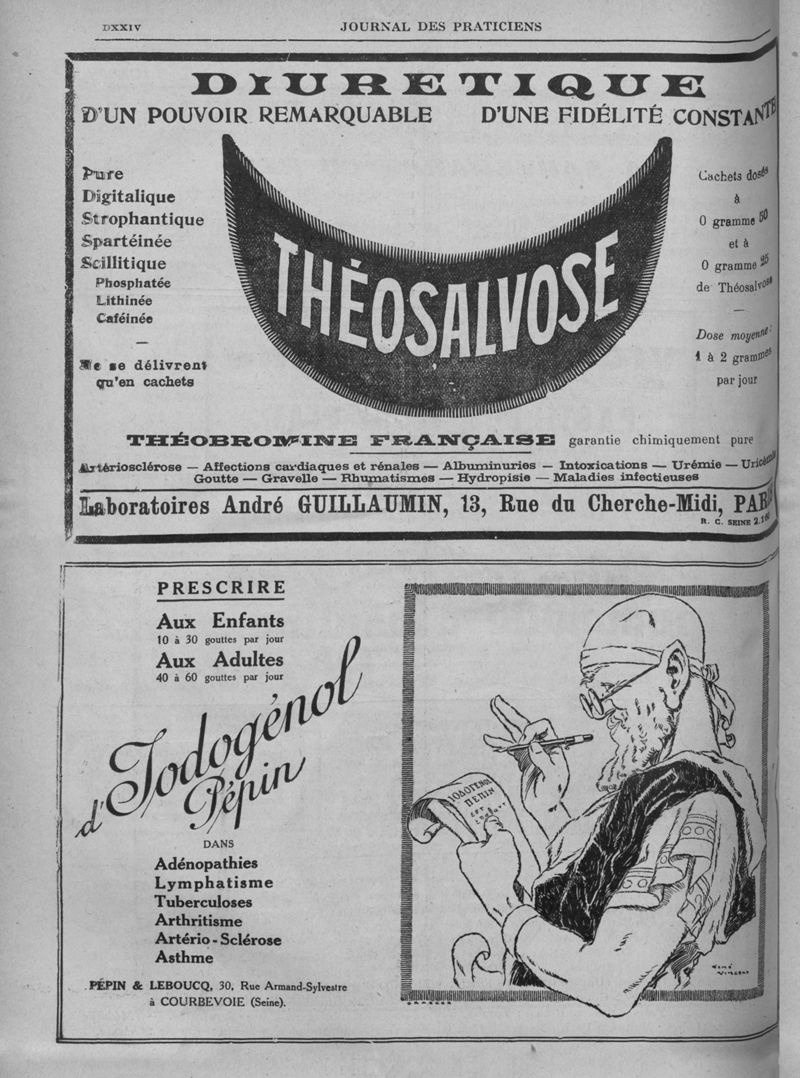 DXXIV
JOURNAL DES PRATICIENS
DIURETIQUE
D'UN POUVOIR REMARQUABLE D'UNE FIDÉLITÉ CONSTANTE
Pure
Digitalique
Strophantique
Spartéinée
Scillitique
Phosphatée
Lithinée
Caféinée
—
Ne se délivrent
qu'en cachets
THÉOSALVOSE
Cachets dosés
à
0 gramme 50
et à
0 gramme 25
de Théosalvose
—
Dose moyenne:
1 à 2 grammes
par jour
THÉOBROMINE FRANÇAISE garantie chimiquement pure
Artériosclérose — Affections cardiaques et rénales — Albuminuries — Intoxications — Urémie — Uricémie
Goutte — Gravelle — Rhumatismes — Hydropisie — Maladies infectieuses
Laboratoires André GUILLAUMIN, 13, Rue du Cherche-Midi, PARIS
R. C. SEINE
PRESCRIRE
Aux Enfants
10 à 30 gouttes par jour
Aux Adultes
40 à 60 gouttes par jour
d'Iodogénol
Pépin
DANS
Adénopathies
Lymphatisme
Tuberculoses
Arthritisme
Artério-Sclérose
Asthme
PÉPIN & LEBOUCQ, 30, Rue Armand-Sylvestre
à COURBEVOIE (Seine).
IODOGENOL
PEPIN
EST
RENÉ
VINCENT